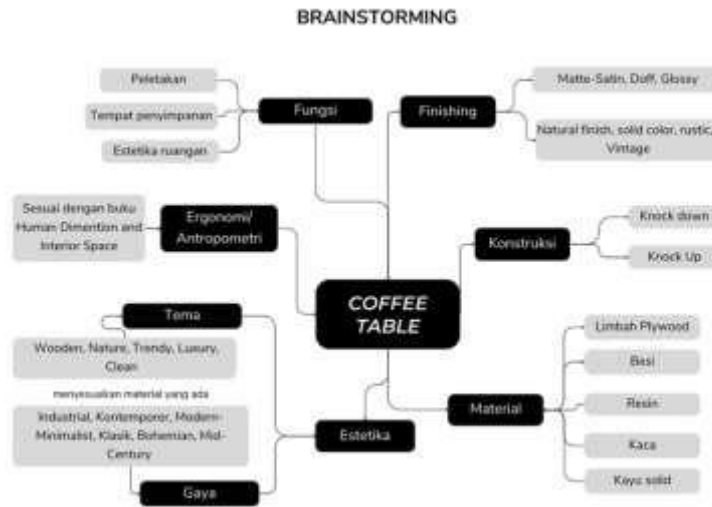 BRAINSTORMING
Peletakan
Tempat penyimpanan
Estetika ruangan
Fungsi
Finishing
Matte-Satin, Doff, Glossy
Natural finish, solid color, rustic,
Vintage
Sesuai dengan buku
Human Dimention and
Interior Space
Ergonomi/
Antropometri
Konstruksi
Knock down
Knock Up
COFFEE
TABLE
Tema
Wooden, Nature, Trendy, Luxury,
Clean
menyesuaikan material yang ada
Industrial, Kontemporer, Modern-
Minimalist, Klasik, Bohemian, Mid-
Century
Gaya
Estetika
Material
Limbah Plywood
Besi
Resin
Kaca
Kayu solid